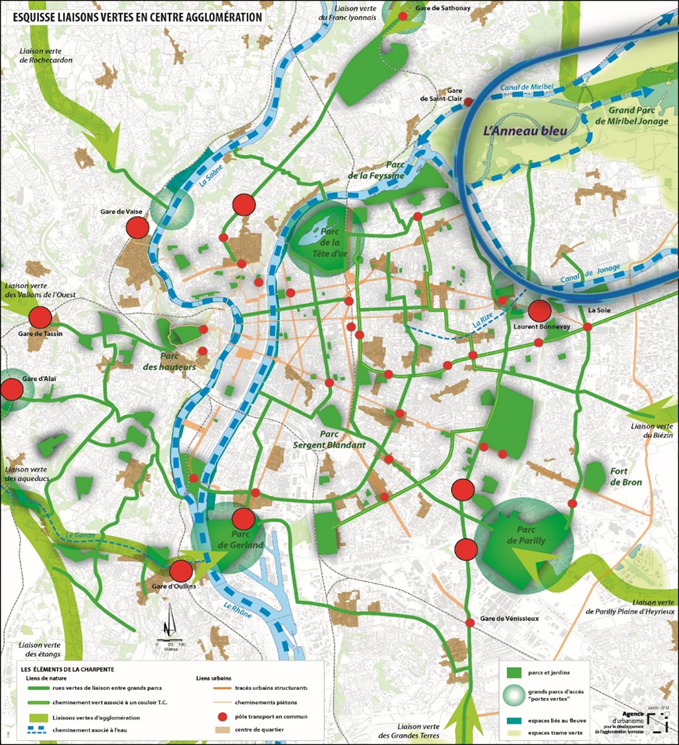 ESQUISSE LIAISONS VERTES EN CENTRE AGGLOMÉRATION
Liaison verte
du Franc lyonnais
Gare de Sathonay
Liaison verte
de Rochecardon
Gare
de Saint-Clair
Canal de Miribel
Grand Parc
de Miribel Jonage
L'Anneau bleu
La Saône
Parc
de la Feyssine
Gare de Vaise
Parc
de la
Tête d'or
Canal de Jonage
Liaison verte
des Vallons de l'Ouest
La Rize
La Soie
Laurent Bonnevay
Gare de Tassin
Parc
des hauteurs
Gare d'Alaï
Liaison verte
du Biézin
Parc
Sergent Blandant
Liaison verte
des aqueducs
Fort
de Bron
Le Garon
Parc
de Gerland
Parc
de Parilly
Gare d'Oullins
Le Rhône
Liaison verte
de Parilly Plaine d'Heyrieux
Gare de Vénissieux
Liaison verte
des étangs
N
Liaison verte
des Grandes Terres
LES ÉLÉMENTS DE LA CHARPENTE
Liens de nature
rues vertes de liaison entre grands parcs
cheminement vert associé à un couloir T.C.
Liaisons vertes d'agglomération
cheminement asocié à l'eau
Liens urbains
tracés urbains structurants
cheminements piétons
pôle transport en commun
centre de quartier
parcs et jardins
grands parcs d'accès
"portes vertes"
espaces liés au fleuve
espaces trame verte
Agence
d'urbanisme
pour le développement
de l'agglomération lyonnaise